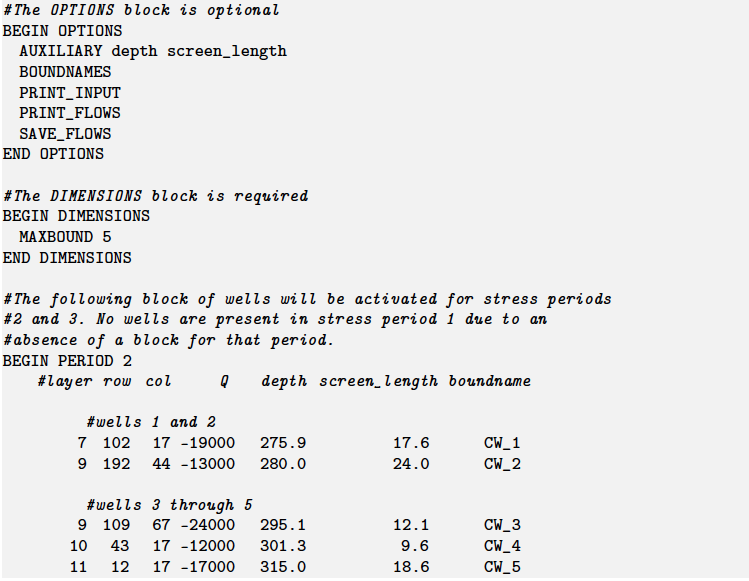 #The OPTIONS block is optional
BEGIN OPTIONS
  AUXILIARY depth screen_length
  BOUNDNAMES
  PRINT_INPUT
  PRINT_FLOWS
  SAVE_FLOWS
END OPTIONS

#The DIMENSIONS block is required
BEGIN DIMENSIONS
  MAXBOUND 5
END DIMENSIONS

#The following block of wells will be activated for stress periods
#2 and 3. No wells are present in stress period 1 due to an
#absence of a block for that period.
BEGIN PERIOD 2
    #layer row col     Q   depth screen_length boundname

         #wells 1 and 2
        7 102  17 -19000  275.9         17.6      CW_1
        9 192  44 -13000  280.0         24.0      CW_2

         #wells 3 through 5
        9 109  67 -24000  295.1         12.1      CW_3
       10  43  17 -12000  301.3          9.6      CW_4
       11  12  17 -17000  315.0         18.6      CW_5